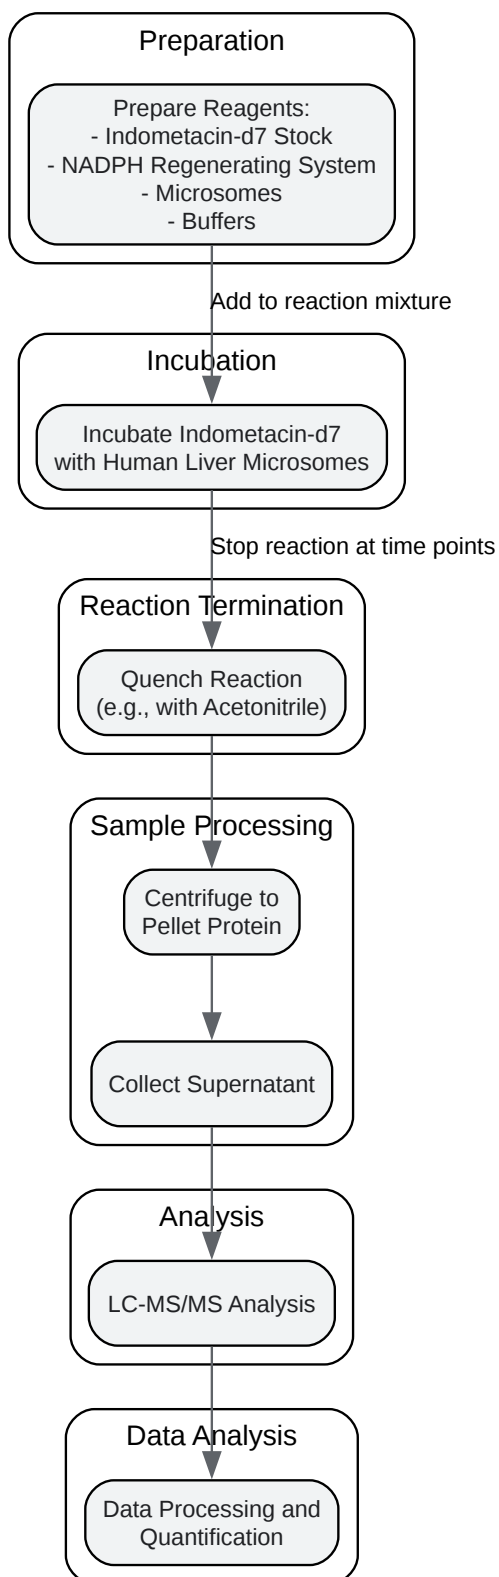 Preparation
Prepare Reagents:
- Indometacin-d7 Stock
- NADPH Regenerating System
- Microsomes
- Buffers
Add to reaction mixture
Incubation
Incubate Indometacin-d7
with Human Liver Microsomes
Stop reaction at time points
Reaction Termination
Quench Reaction
(e.g., with Acetonitrile)
Sample Processing
Centrifuge to
Pellet Protein
Collect Supernatant
Analysis
LC-MS/MS Analysis
Data Analysis
Data Processing and
Quantification